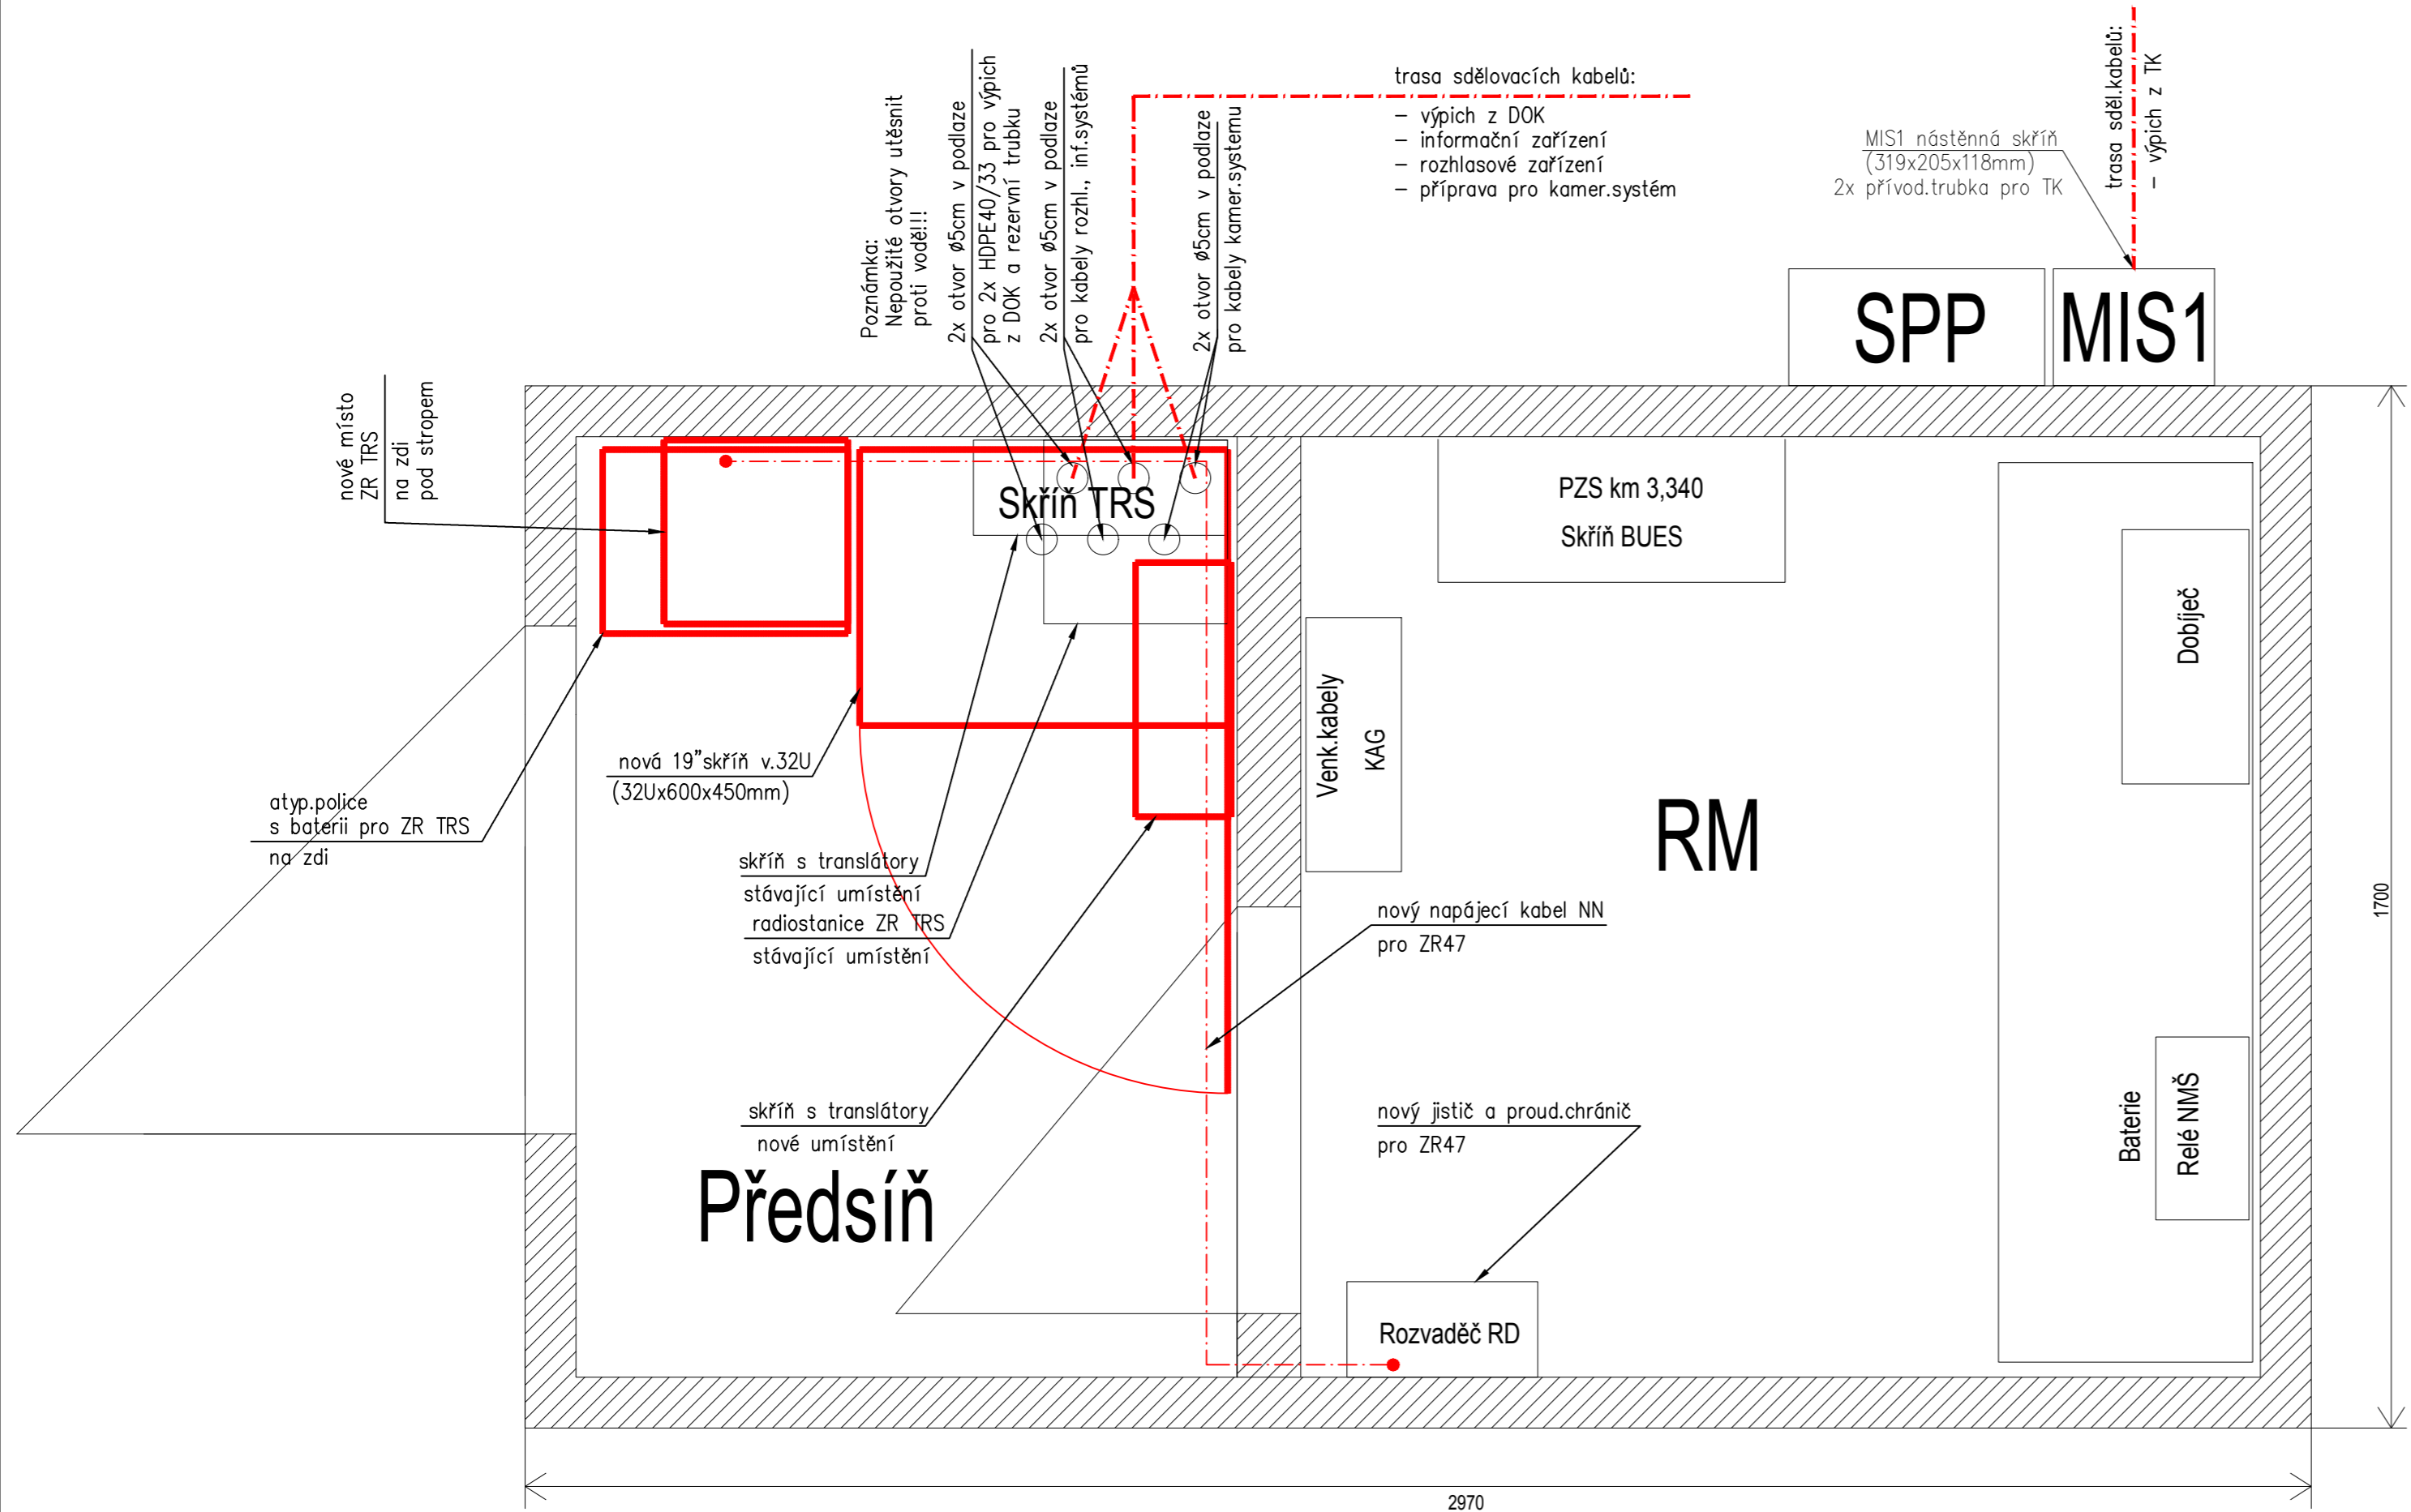 trasa sdělovacích kabelů:
– výpich z DOK
– informační zařízení
– rozhlasové zařízení
– příprava pro kamer.systém
trasa sděl.kabelů:
– výpich z TK
MIS1 nástěnná skříň
(319x205x118mm)
2x přívod.trubka pro TK
Poznámka:
Nepoužité otvory utěsnit
proti vodě!!!
2x otvor ø5cm v podlaze
pro 2x HDPE40/33 pro výpich
z DOK a rezervní trubku
2x otvor ø5cm v podlaze
pro kabely rozhl., inf.systémů
2x otvor ø5cm v podlaze
pro kabely kamer.systemu
SPP
MIS1
nové místo
ZR TRS
na zdi
pod stropem
Skříň TRS
PZS km 3,340
Skříň BUES
Dobíječ
Venk.kabely
KAG
nová 19"skříň v.32U
(32Ux600x450mm)
atyp.police
s baterii pro ZR TRS
na zdi
RM
skříň s translátory
stávající umístění
radiostanice ZR TRS
stávající umístění
nový napájecí kabel NN
pro ZR47
1700
skříň s translátory
nové umístění
nový jistič a proud.chránič
pro ZR47
Baterie
Relé NMŠ
Předsíň
Rozvaděč RD
2970